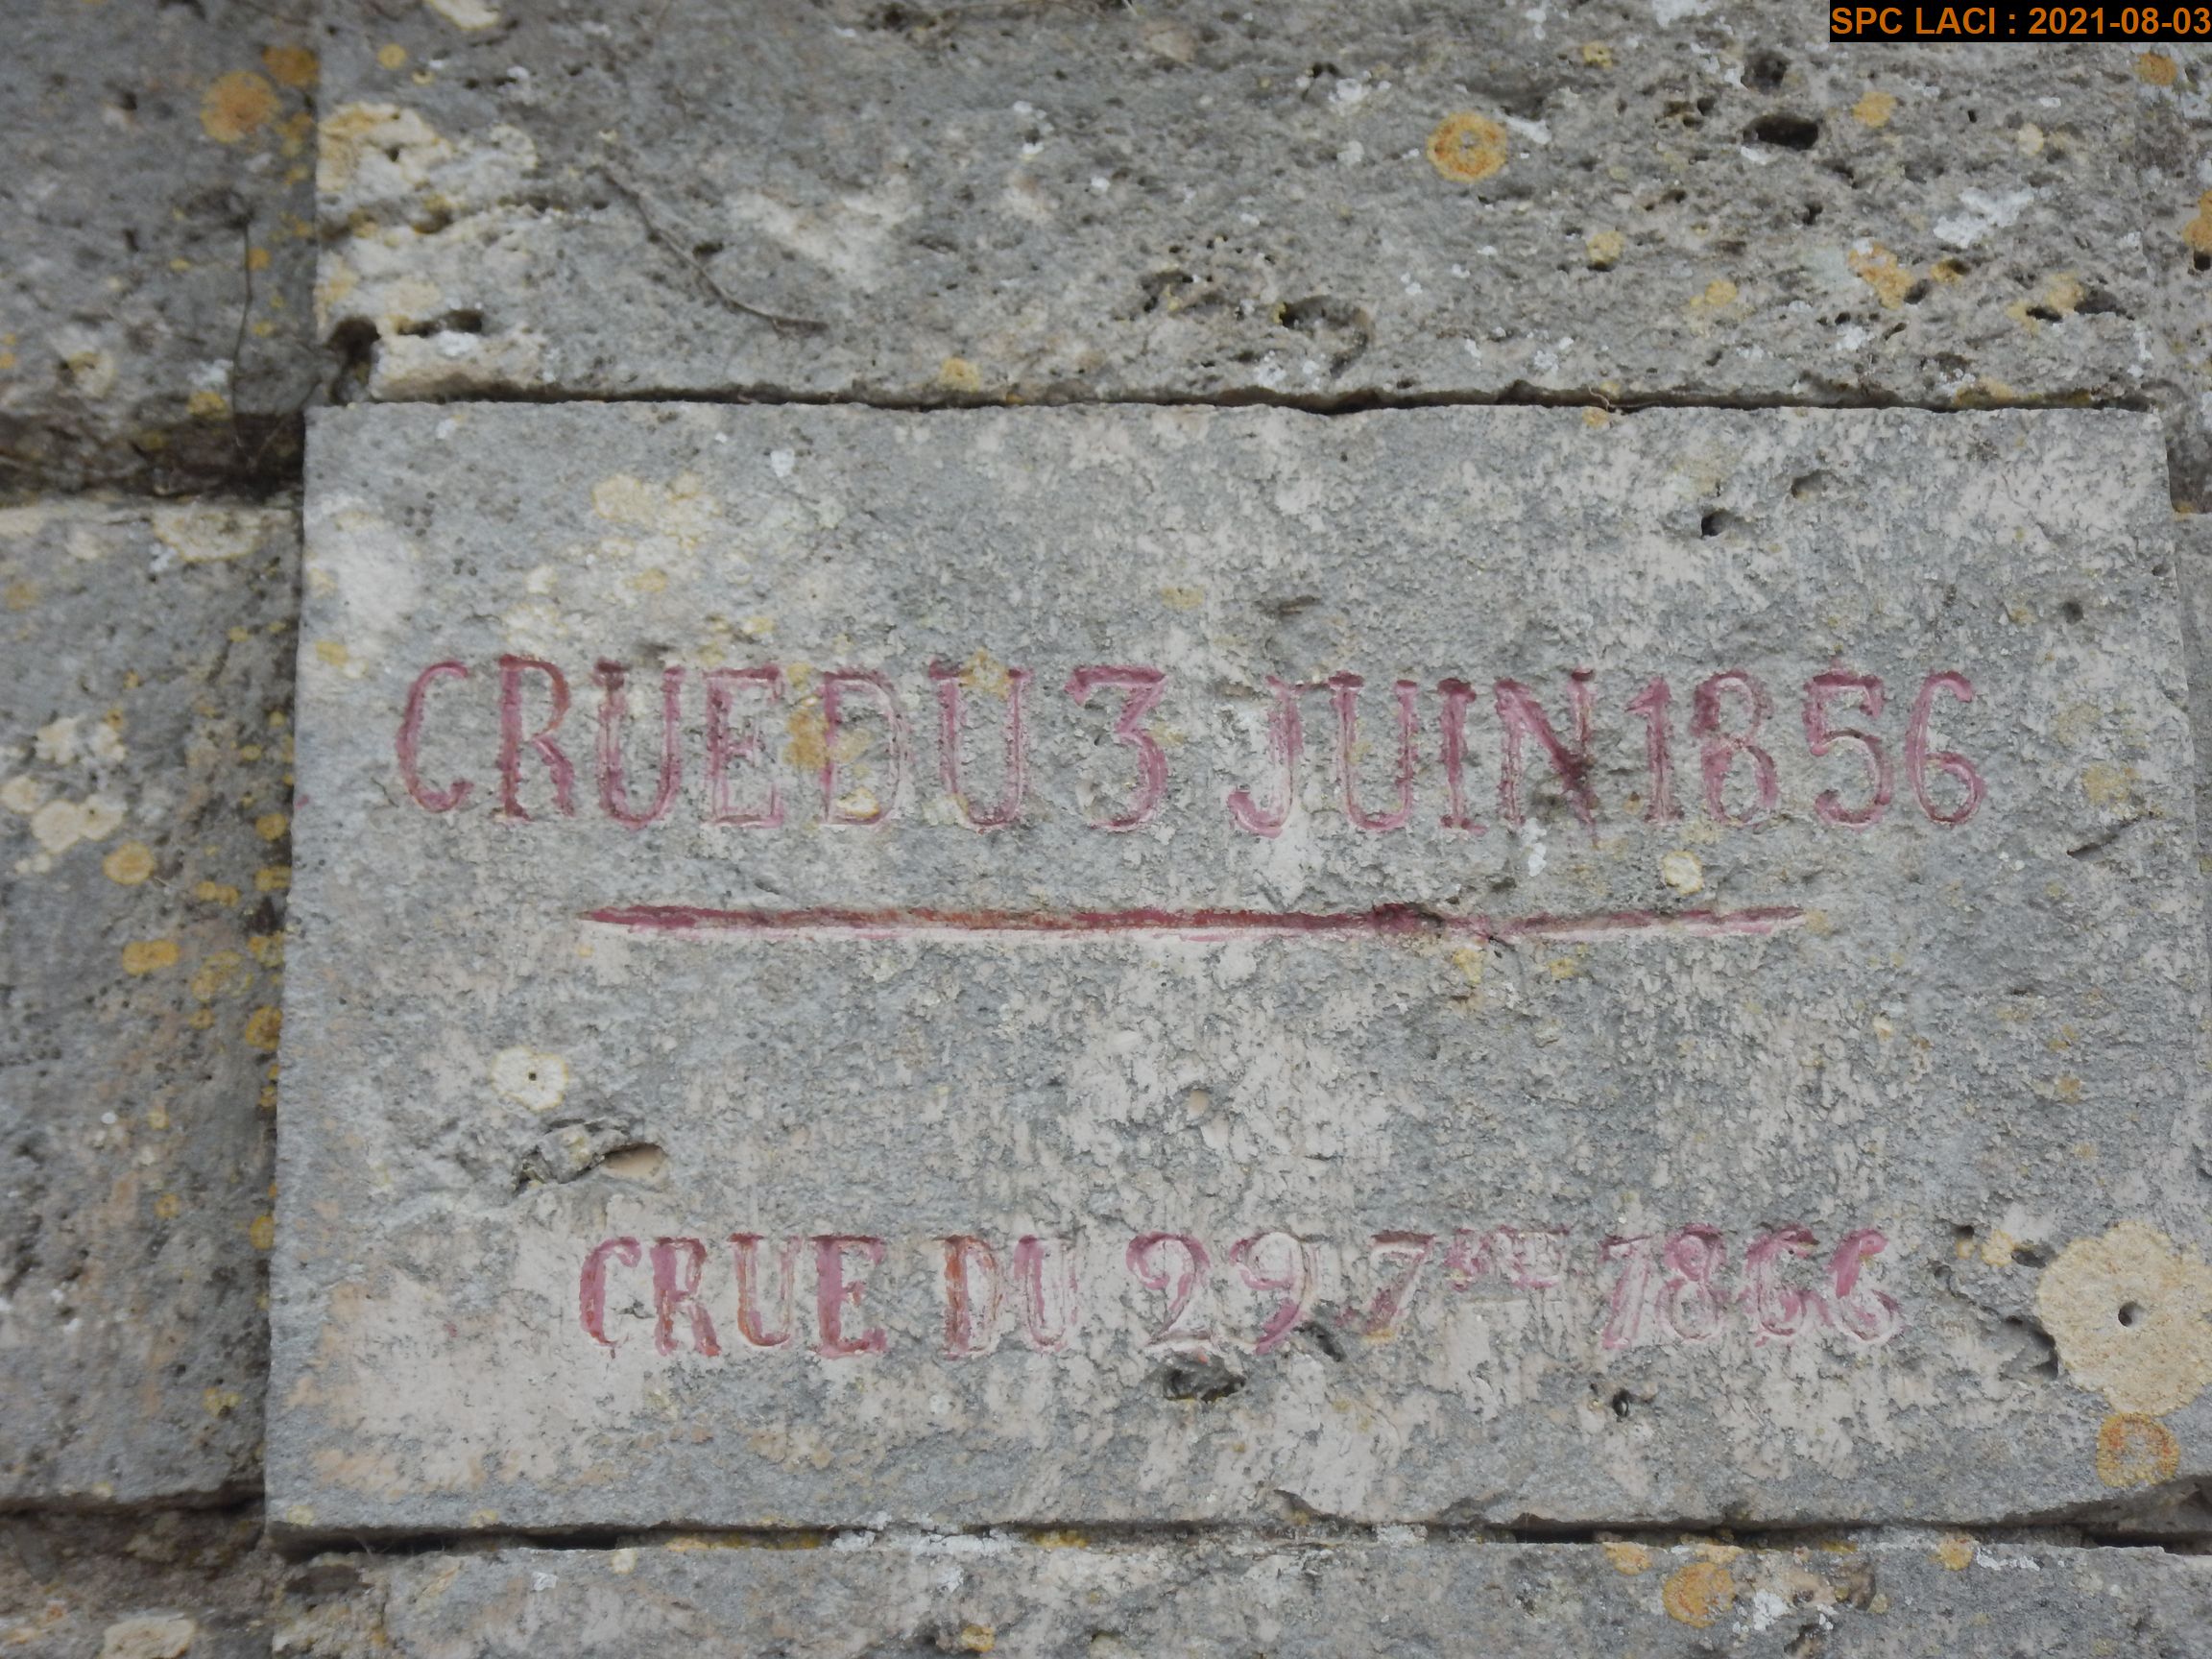 SPC LACI : 2021-08-03
CRUE DU 3 JUIN 1856
CRUE DU 29 7BRE 1866